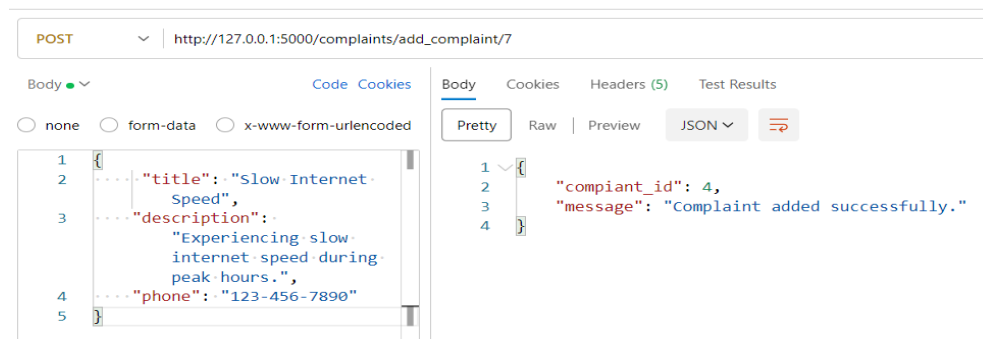 POST http://127.0.0.1:5000/complaints/add_complaint/7
Body Code Cookies
none form-data x-www-form-urlencoded
1 {
2 "title": "Slow Internet
Speed",
3 "description":
"Experiencing slow
internet speed during
peak hours.",
4 "phone": "123-456-7890"
5 }
Body Cookies Headers (5) Test Results
Pretty Raw Preview JSON
1 {
2 "compiant_id": 4,
3 "message": "Complaint added successfully."
4 }